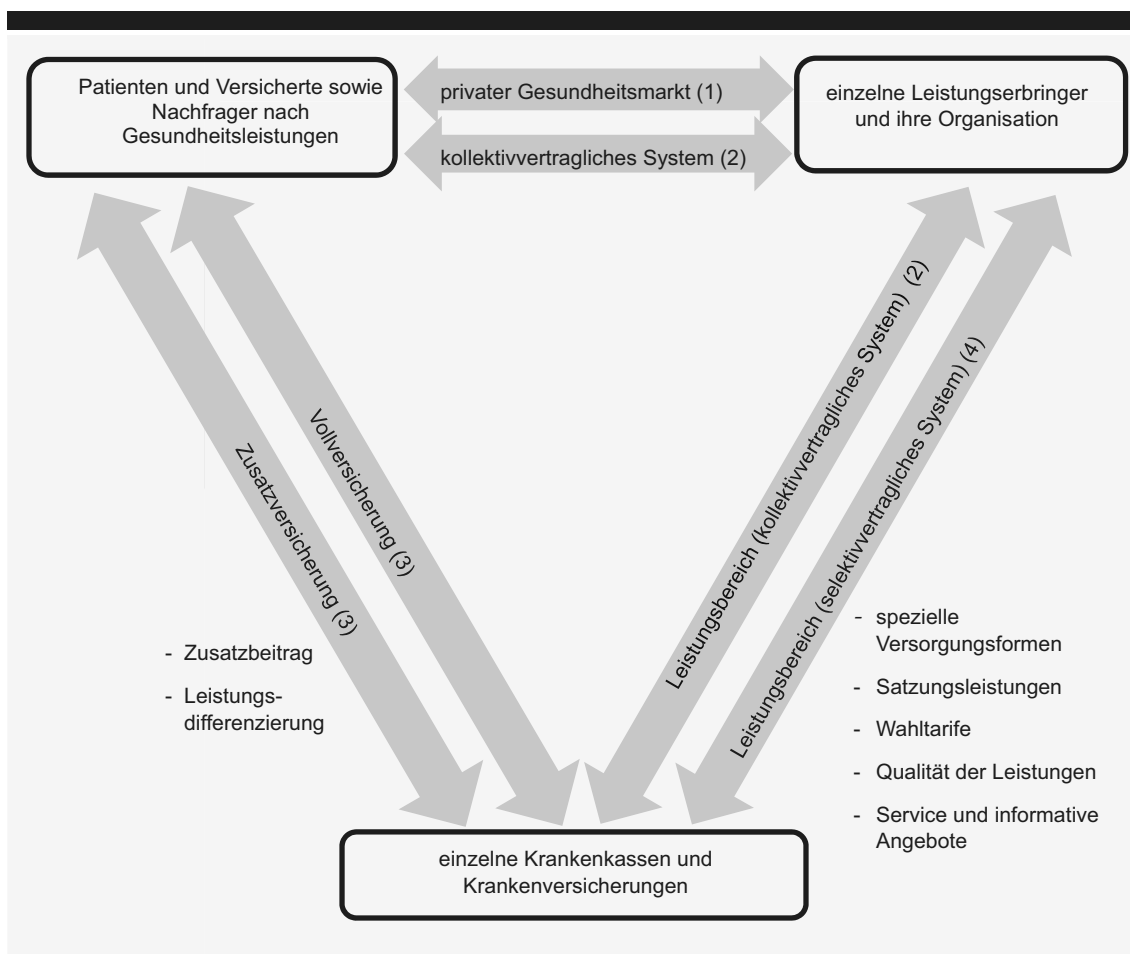 Patienten und Versicherte sowie
Nachfrager nach
Gesundheitsleistungen
privater Gesundheitsmarkt (1)
kollektivvertragliches System (2)
einzelne Leistungserbringer
und ihre Organisation
Zusatzversicherung (3)
Vollversicherung (3)
Leistungsbereich (kollektivvertragliches System) (2)
Leistungsbereich (selektivvertragliches System) (4)
- Zusatzbeitrag
- Leistungs-
differenzierung
- spezielle
Versorgungsformen
- Satzungsleistungen
- Wahltarife
- Qualität der Leistungen
- Service und informative
Angebote
einzelne Krankenkassen und
Krankenversicherungen